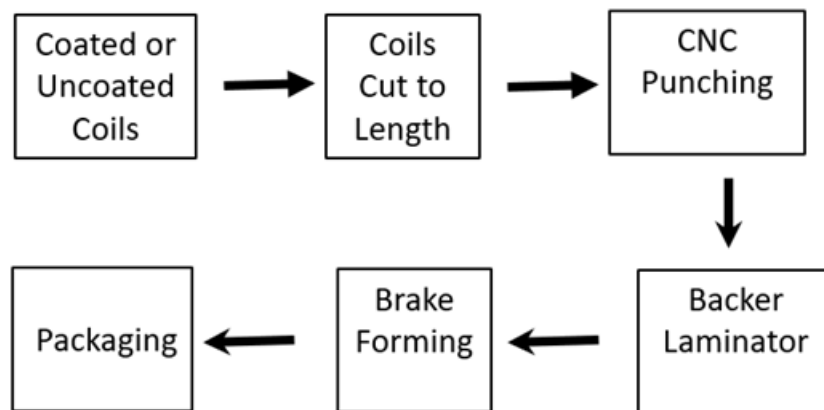 Coated or
Uncoated
Coils
Coils
Cut to
Length
CNC
Punching
Backer
Laminator
Brake
Forming
Packaging